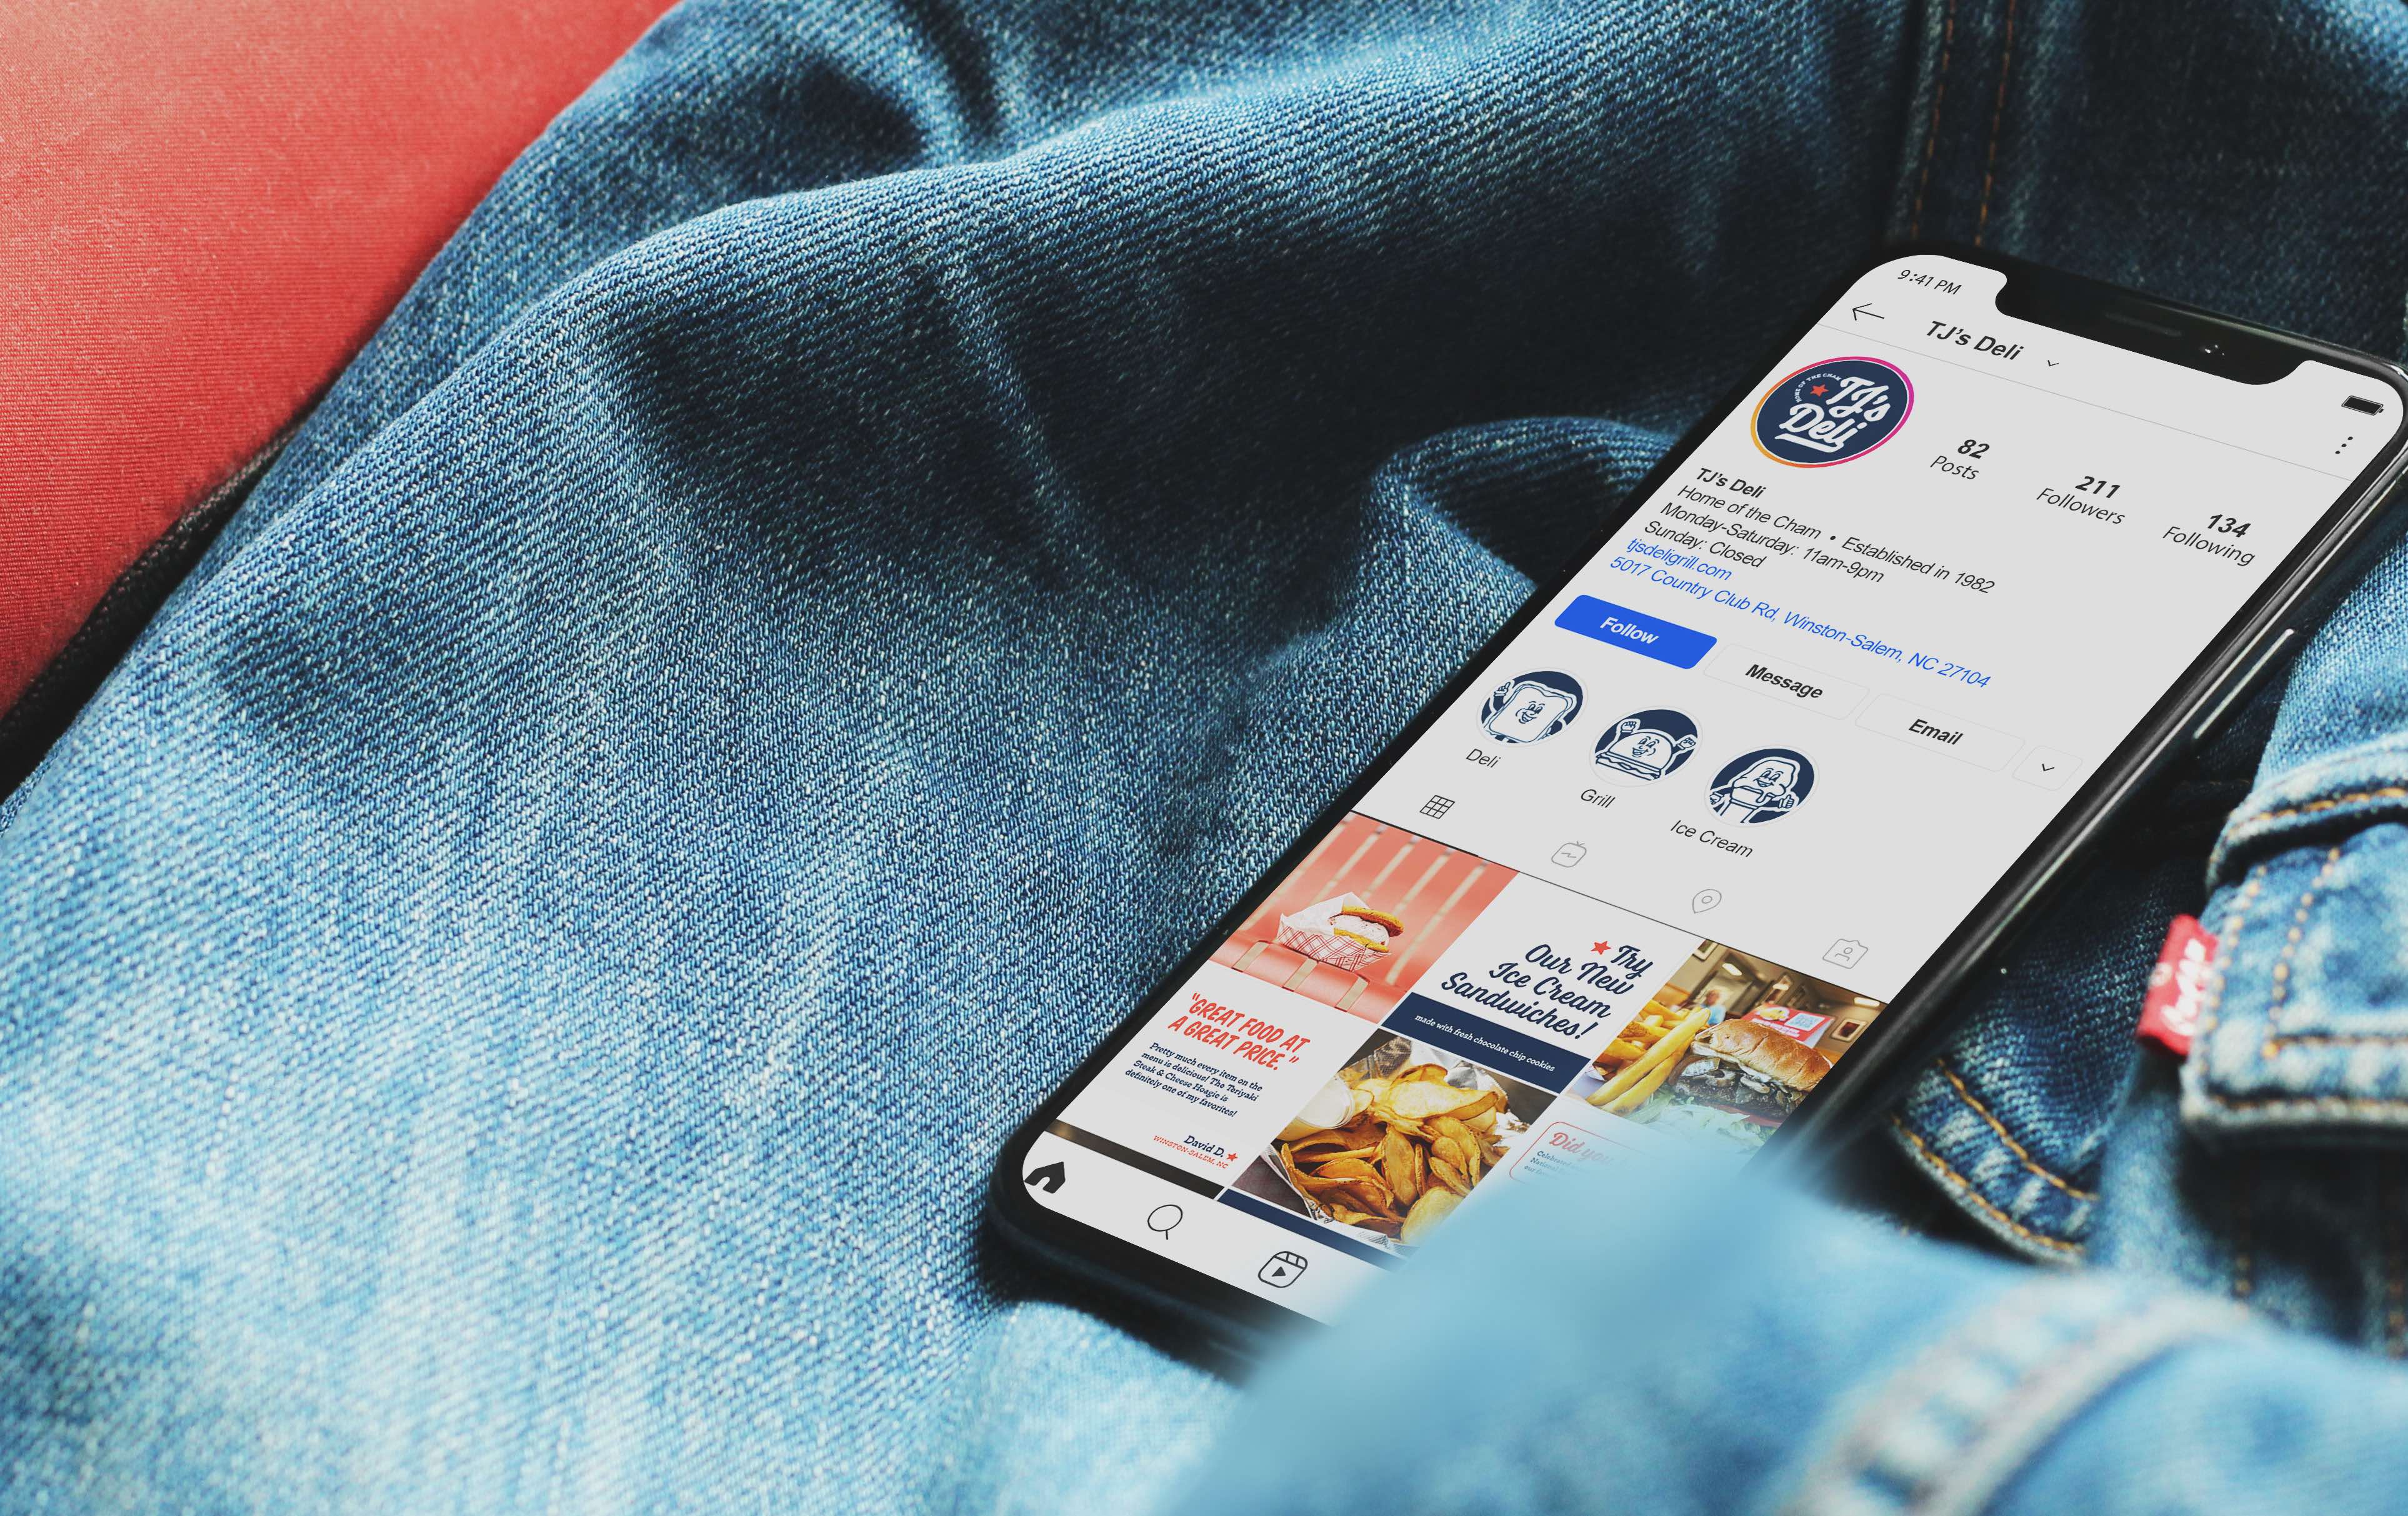 9:41 PM
TJ's Deli
HOME OF THE CHAM
TJ's
Deli
82
Posts
211
Followers
134
Following
TJ's Deli
Home of the Cham • Established in 1982
Monday-Saturday: 11am-9pm
Sunday: Closed
tjsdeligrill.com
5017 Country Club Rd, Winston-Salem, NC 27104
Follow
Message
Email
Deli
Grill
Ice Cream
Try
Our New
Ice Cream
Sandwiches!
made with fresh chocolate chip cookies
"GREAT FOOD AT
A GREAT PRICE."
Pretty much every item on the
menu is delicious! The Teriyaki
Steak & Cheese Hoagie is
definitely one of my favorites!
David D.
WINSTON-SALEM, NC
Did you